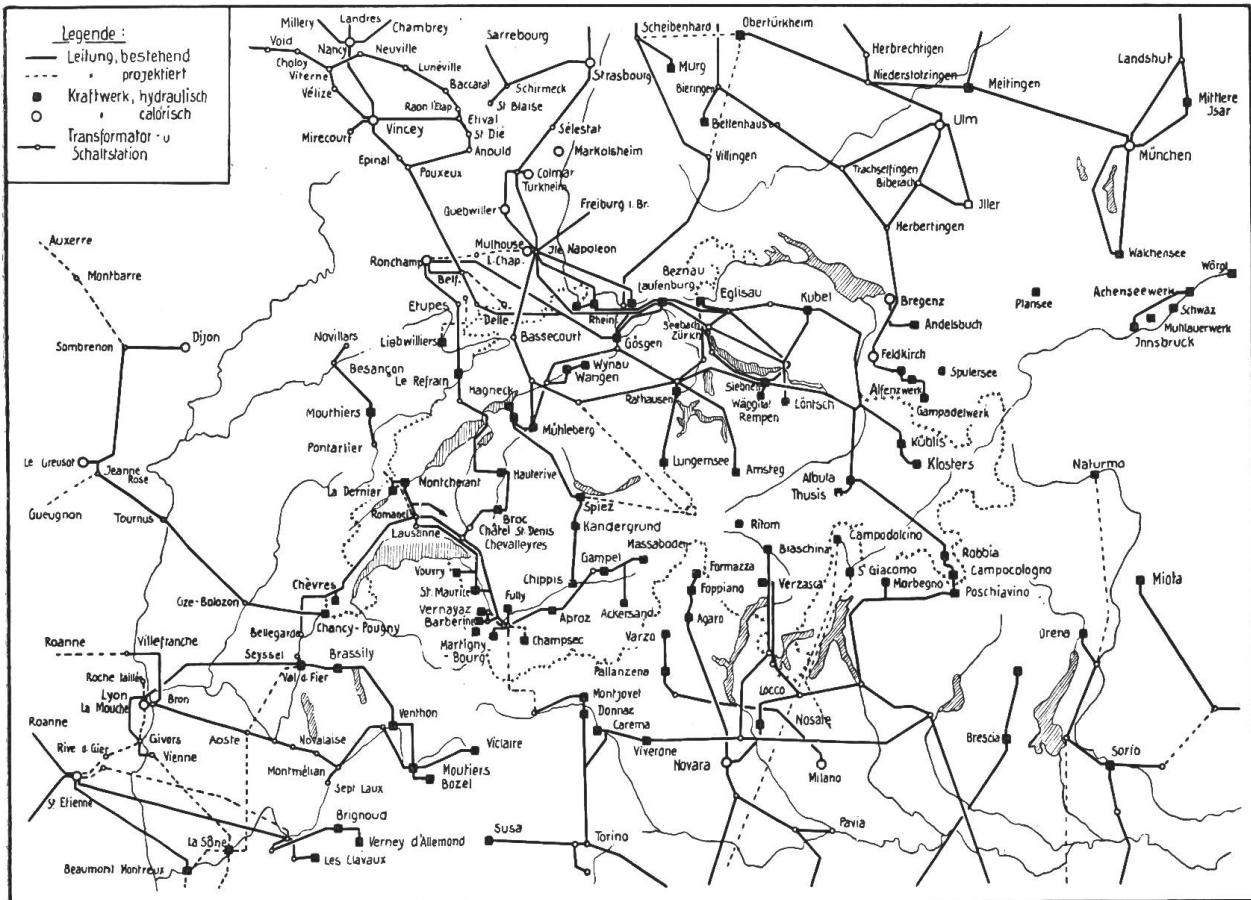 Legende :
Leitung, bestehend
" projektiert
Kraftwerk, hydraulisch
" calorisch
Transformator- u
Schaltstation
Millery
Landres
Chambrey
Nancy
Void
Choloy
Neuville
Viterne
Vélize
Lunéville
Baccarat
Raon l'Etap
Etival
St Dié
Anould
Mirecourt
Vincey
Epinal
Pouxeux
Sarrebourg
Schirmeck
St Blaise
Strasbourg
Sélestat
Markolsheim
Colmar
Türkheim
Guebwiller
Freiburg i. Br.
Mulhouse
Ile Napoleon
L. Chap.
Ronchamp
Belf.
Scheibenhard
Obertürkheim
Murg
Bieringen
Bettenhaus
Villingen
Herbrechtigen
Niederstotzingen
Meitingen
Ulm
Trachselfingen
Biberach
Jller
Herbertingen
Landshut
Mittlere
Jsar
München
Walchensee
Auxerre
Montbarre
Sombrenon
Dijon
Le Creusot
Jeanne
Rose
Gueugnon
Tournus
Cize-Bolozon
Etupes
Delle
Liebwilliers
Le Refrain
Novillars
Besançon
Mouthiers
Pontarlier
Bassecourt
Rhein
Laufenburg
Beznau
Eglisau
Kubel
Seebach
Zürich
Gösgen
Wynau
Wangen
Hagneck
Mühleberg
Rathausen
Siebnen
Wäggital
Rempen
Löntsch
Lungernsee
Amsteg
Bregenz
Andelsbuch
Feldkirch
Alfenzwerk
Spulersee
Gampadelwerk
Plansee
Wörgl
Achenseewerk
Schwaz
Mühlauerwerk
Innsbruck
Küblis
Klosters
Albula
Thusis
Naturmo
La Dernier
Montcherant
Romanel
Lausanne
Hauterive
Broc
Châtel St. Denis
Chevalleyres
Spiez
Kandergrund
Gampel
Massaboden
Chippis
Ackersand
Vouvry
St. Maurice
Vernayaz
Barberine
Martigny
Bourg
Fully
Aproz
Champsec
Ritom
Biaschina
Verzasca
Campodolcino
S. Giacomo
Morbegno
Robbia
Campocologno
Poschiavino
Miola
Drena
Formazza
Foppiano
Agaro
Varzo
Pallanzena
Locco
Nosate
Milano
Novara
Brescia
Sorio
Chèvres
Chancy-Pougny
Bellegarde
Seyssel
Brassily
Val d. Fier
Villefranche
Roanne
Roche taillée
Lyon
La Mouche
Bron
Roanne
Rive d. Gier
Givors
Vienne
St. Etienne
Aoste
Novalaise
Montmélian
Sept Laux
Venthon
Viclaire
Moutiers
Bozel
Montjovet
Donnaz
Carema
Viverone
Susa
Torino
Pavia
Brignoud
Verney d'Allemond
Les Clavaux
La Sône
Beaumont Montreux